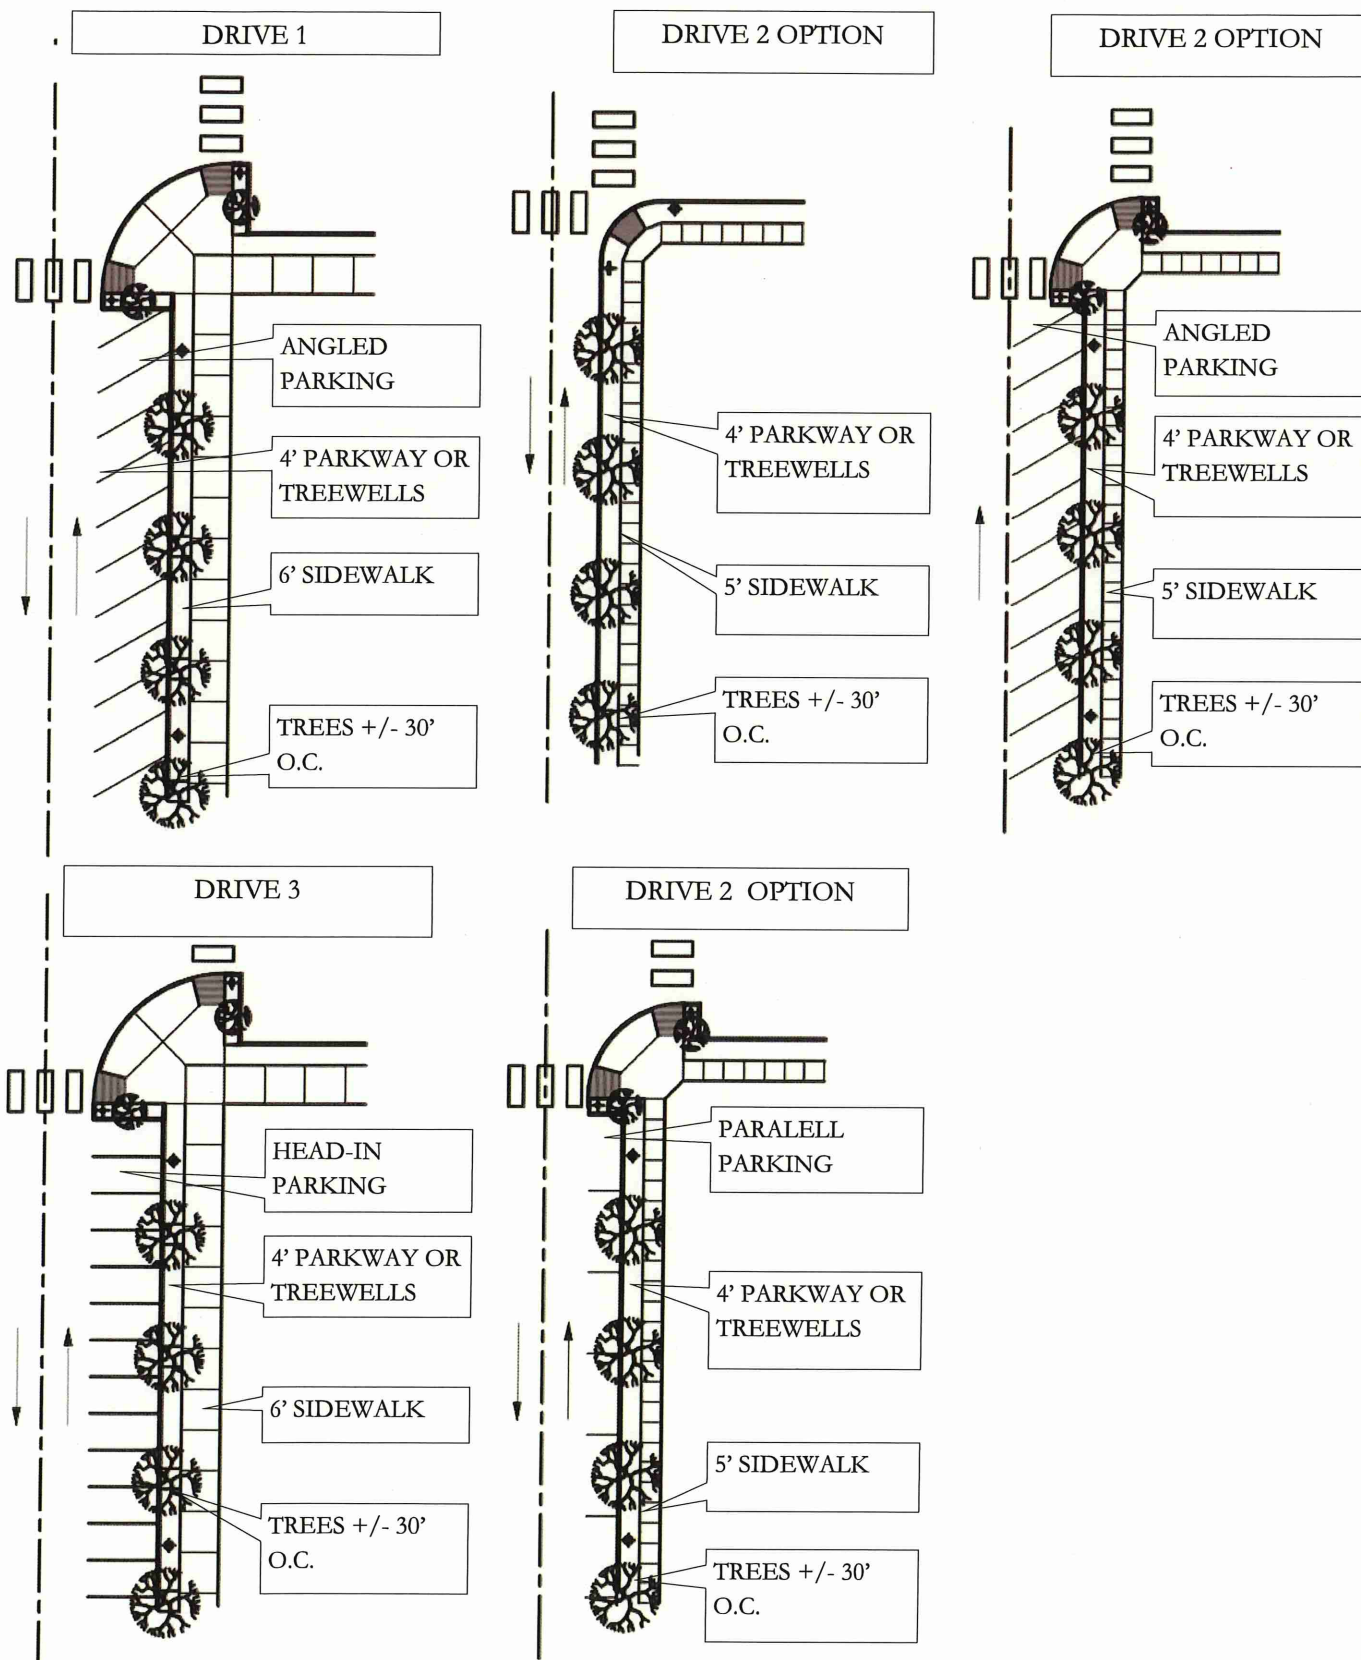 DRIVE 1
ANGLED
PARKING
4' PARKWAY OR
TREEWELLS
6' SIDEWALK
TREES +/- 30'
O.C.
DRIVE 2 OPTION
4' PARKWAY OR
TREEWELLS
5' SIDEWALK
TREES +/- 30'
O.C.
DRIVE 2 OPTION
ANGLED
PARKING
4' PARKWAY OR
TREEWELLS
5' SIDEWALK
TREES +/- 30'
O.C.
DRIVE 3
HEAD-IN
PARKING
4' PARKWAY OR
TREEWELLS
6' SIDEWALK
TREES +/- 30'
O.C.
DRIVE 2 OPTION
PARALELL
PARKING
4' PARKWAY OR
TREEWELLS
5' SIDEWALK
TREES +/- 30'
O.C.